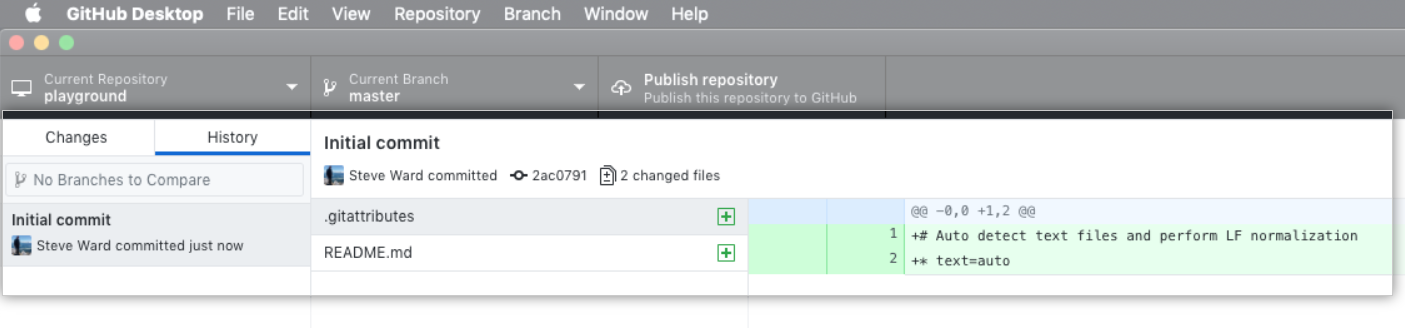 GitHub Desktop File Edit View Repository Branch Window Help
Current Repository
playground
Current Branch
master
Publish repository
Publish this repository to GitHub
Changes History
No Branches to Compare
Initial commit
Steve Ward committed just now
Initial commit
Steve Ward committed 2ac0791 2 changed files
.gitattributes
README.md
@@ -0,0 +1,2 @@
1 +# Auto detect text files and perform LF normalization
2 +* text=auto